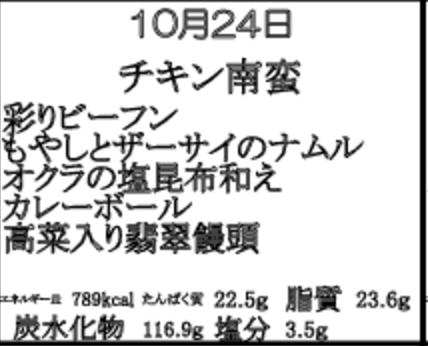 10月24日
チキン南蛮
彩りビーフン
もやしとザーサイのナムル
オクラの塩昆布和え
カレーボール
高菜入り翡翠饅頭
エネルギー量 789kcal たんぱく質 22.5g 脂質 23.6g
炭水化物 116.9g 塩分 3.5g